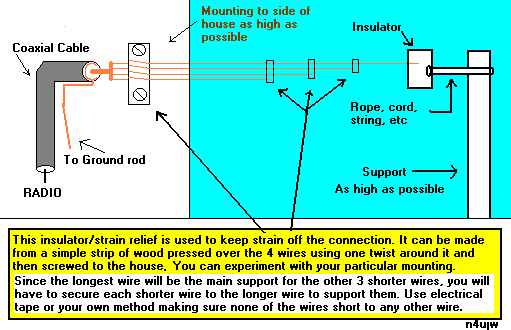 Mounting to side of
house as high as
possible
Insulator
Coaxial Cable
Rope, cord,
string, etc
To Ground rod
Support
As high as possible
RADIO
This insulator/strain relief is used to keep strain off the connection. It can be made
from a simple strip of wood pressed over the 4 wires using one twist around it and
then screwed to the house. You can experiment with your particular mounting.
Since the longest wire will be the main support for the other 3 shorter wires, you will
have to secure each shorter wire to the longer wire to support them. Use electrical
tape or your own method making sure none of the wires short to any other wire.
n4ujw